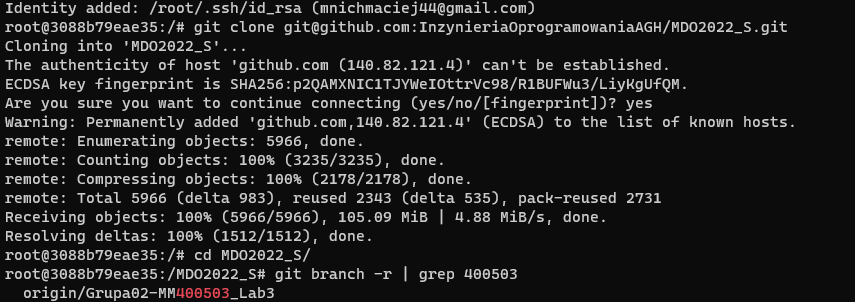 Identity added: /root/.ssh/id_rsa (mnichmaciej44@gmail.com)
root@3088b79eae35:/# git clone git@github.com:InzynieriaOprogramowaniaAGH/MDO2022_S.git
Cloning into 'MDO2022_S'...
The authenticity of host 'github.com (140.82.121.4)' can't be established.
ECDSA key fingerprint is SHA256:p2QAMXNIC1TJYWeIOttrVc98/R1BUFWu3/LiyKgUfQM.
Are you sure you want to continue connecting (yes/no/[fingerprint])? yes
Warning: Permanently added 'github.com,140.82.121.4' (ECDSA) to the list of known hosts.
remote: Enumerating objects: 5966, done.
remote: Counting objects: 100% (3235/3235), done.
remote: Compressing objects: 100% (2178/2178), done.
remote: Total 5966 (delta 983), reused 2343 (delta 535), pack-reused 2731
Receiving objects: 100% (5966/5966), 105.09 MiB | 4.88 MiB/s, done.
Resolving deltas: 100% (1512/1512), done.
root@3088b79eae35:/# cd MDO2022_S/
root@3088b79eae35:/MDO2022_S# git branch -r | grep 400503
  origin/Grupa02-MM400503_Lab3